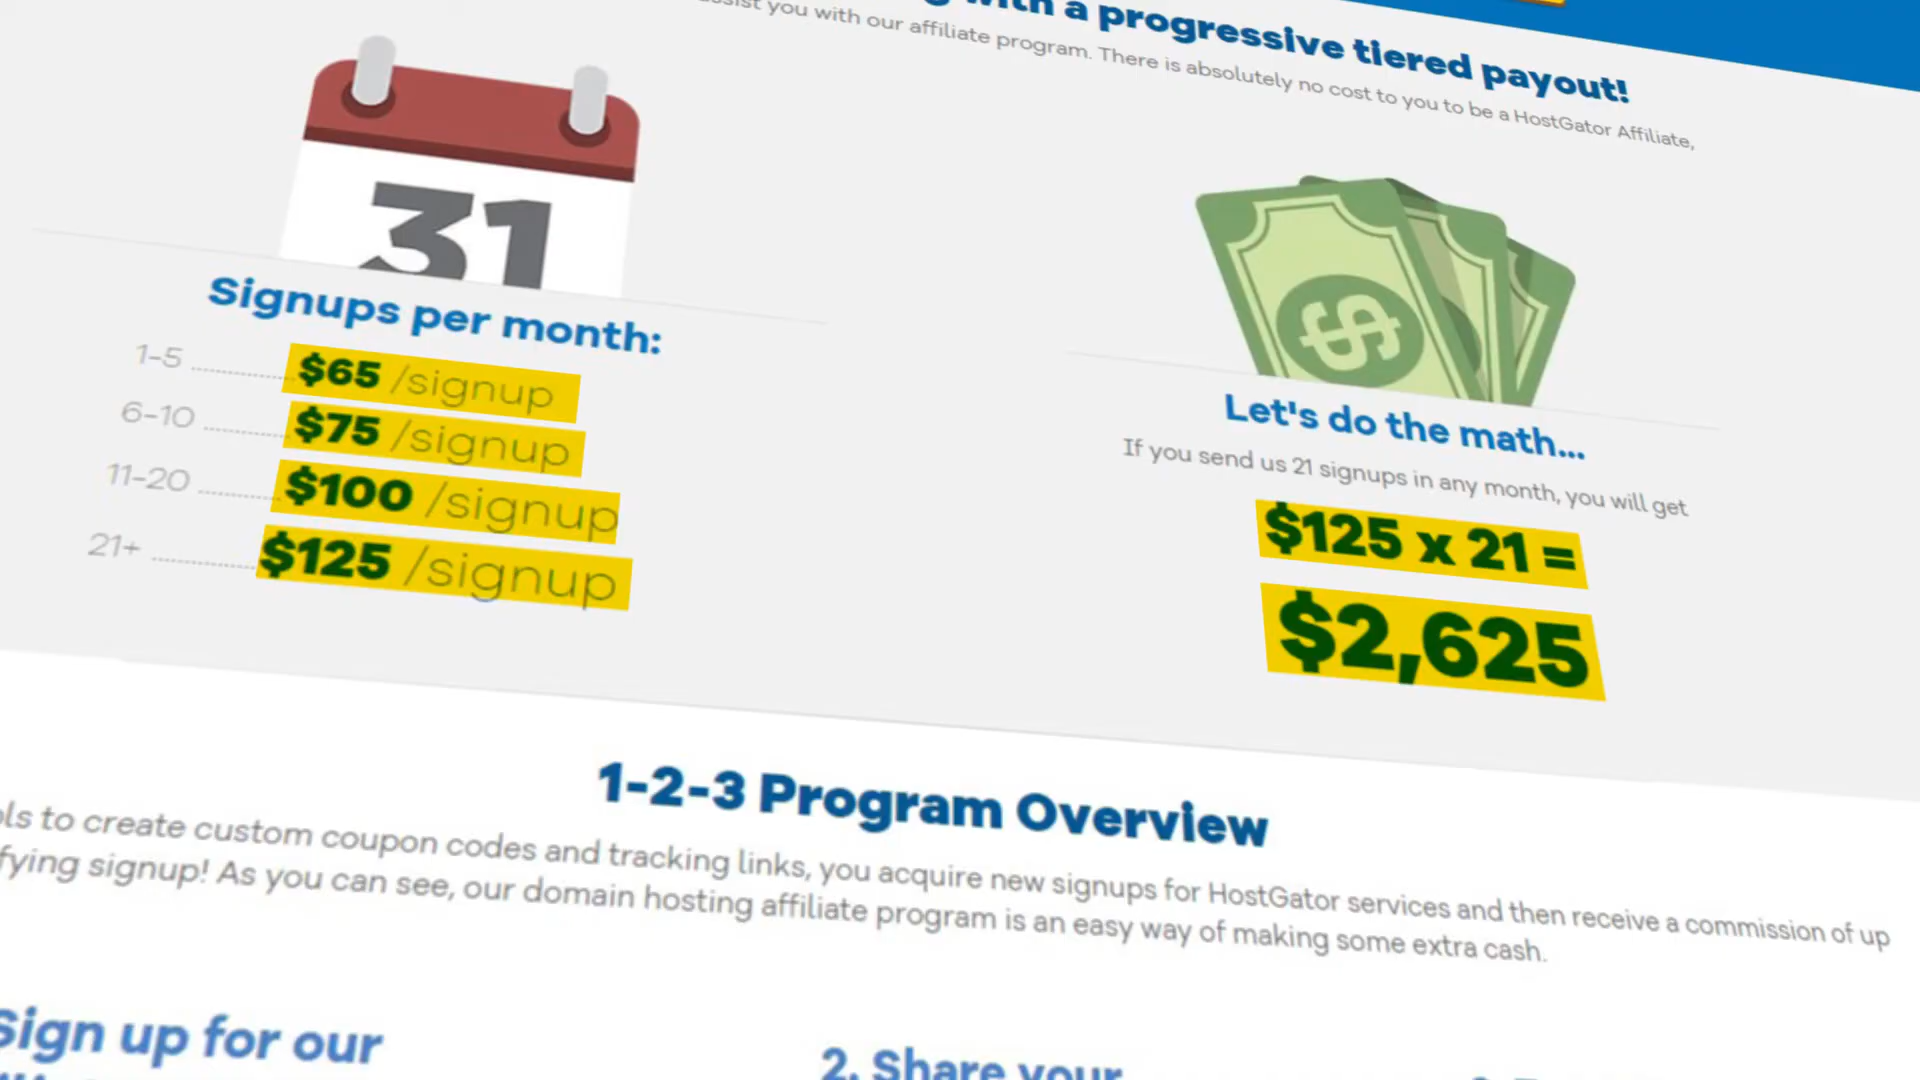 with a progressive tiered payout!
you with our affiliate program. There is absolutely no cost to you to be a HostGator Affiliate,
31
Signups per month:
1-5 $65 /signup
6-10 $75 /signup
11-20 $100 /signup
21+ $125 /signup
Let's do the math...
If you send us 21 signups in any month, you will get
$125 x 21 =
$2,625
1-2-3 Program Overview
to create custom coupon codes and tracking links, you acquire new signups for HostGator services and then receive a commission of up
signup! As you can see, our domain hosting affiliate program is an easy way of making some extra cash.
Sign up for our
2. Share your